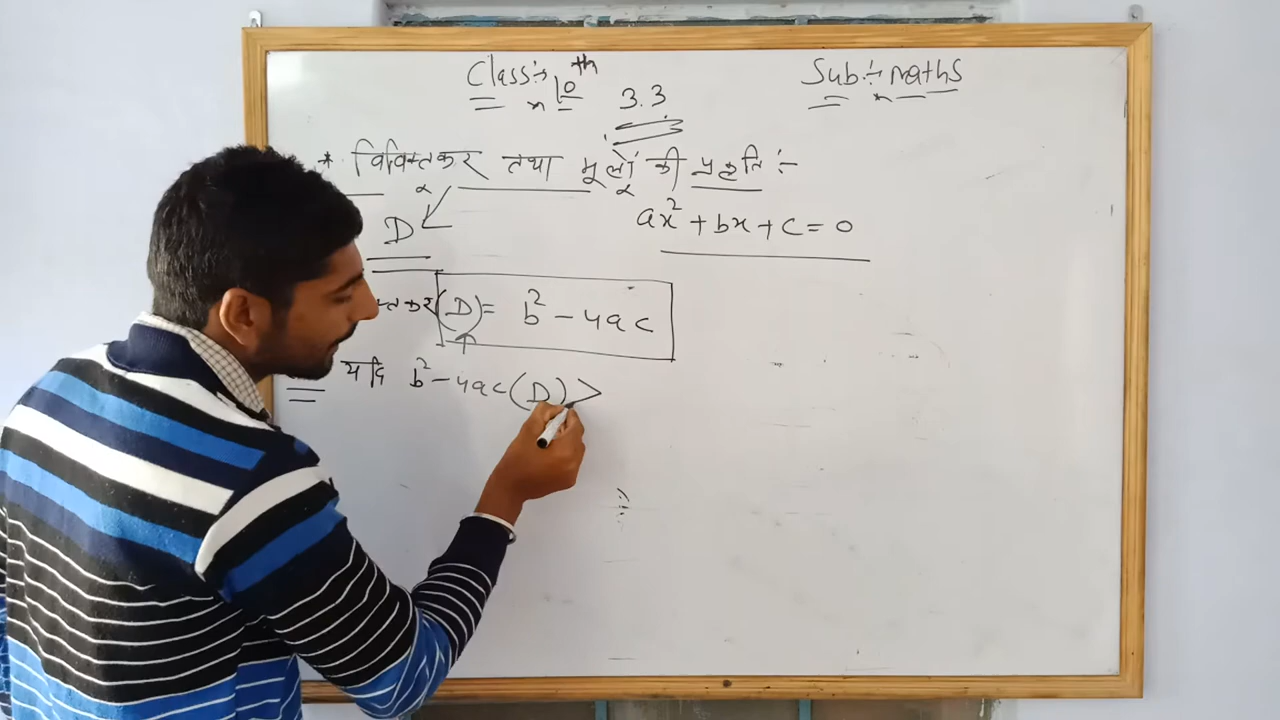 Class:- 10th
Sub:- maths
3.3
* विविक्तकर तथा मूलों की प्रकृति :-
D
ax² + bx + c = 0
(D) = b² - 4ac
यदि b² - 4ac (D) >